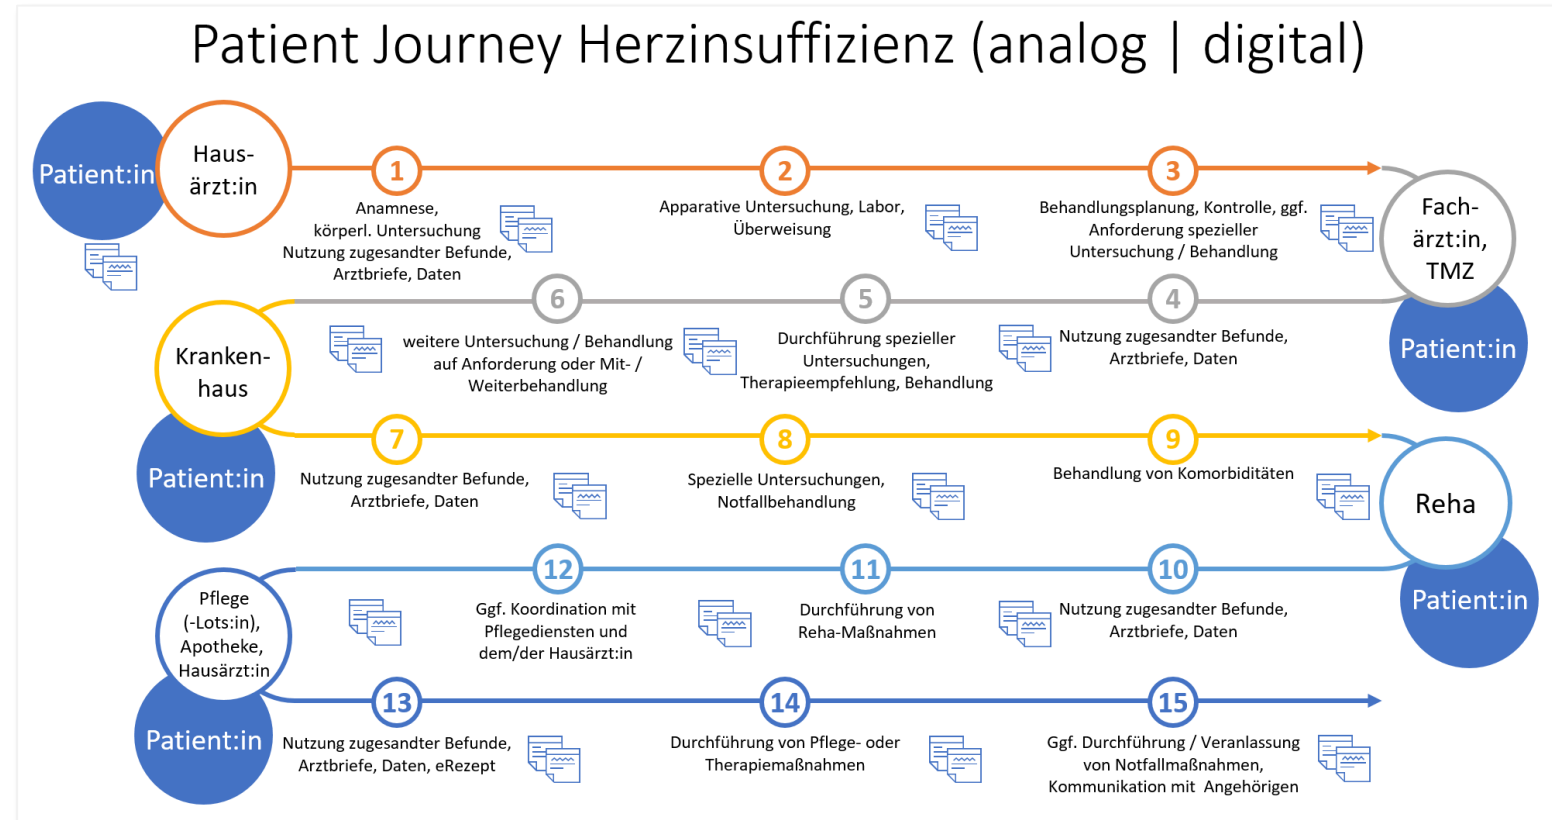 Patient Journey Herzinsuffizienz (analog | digital)
Patient:in
Haus-
ärzt:in
1
Anamnese,
körperl. Untersuchung
Nutzung zugesandter Befunde,
Arztbriefe, Daten
2
Apparative Untersuchung, Labor,
Überweisung
3
Behandlungsplanung, Kontrolle, ggf.
Anforderung spezieller
Untersuchung / Behandlung
Fach-
ärzt:in,
TMZ
Patient:in
4
Nutzung zugesandter Befunde,
Arztbriefe, Daten
5
Durchführung spezieller
Untersuchungen,
Therapieempfehlung, Behandlung
6
weitere Untersuchung / Behandlung
auf Anforderung oder Mit- /
Weiterbehandlung
Kranken-
haus
Patient:in
7
Nutzung zugesandter Befunde,
Arztbriefe, Daten
8
Spezielle Untersuchungen,
Notfallbehandlung
9
Behandlung von Komorbiditäten
Reha
Patient:in
10
Nutzung zugesandter Befunde,
Arztbriefe, Daten
11
Durchführung von
Reha-Maßnahmen
12
Ggf. Koordination mit
Pflegediensten und
dem/der Hausärzt:in
Pflege
(-Lots:in),
Apotheke,
Hausärzt:in
Patient:in
13
Nutzung zugesandter Befunde,
Arztbriefe, Daten, eRezept
14
Durchführung von Pflege- oder
Therapiemaßnahmen
15
Ggf. Durchführung / Veranlassung
von Notfallmaßnahmen,
Kommunikation mit Angehörigen